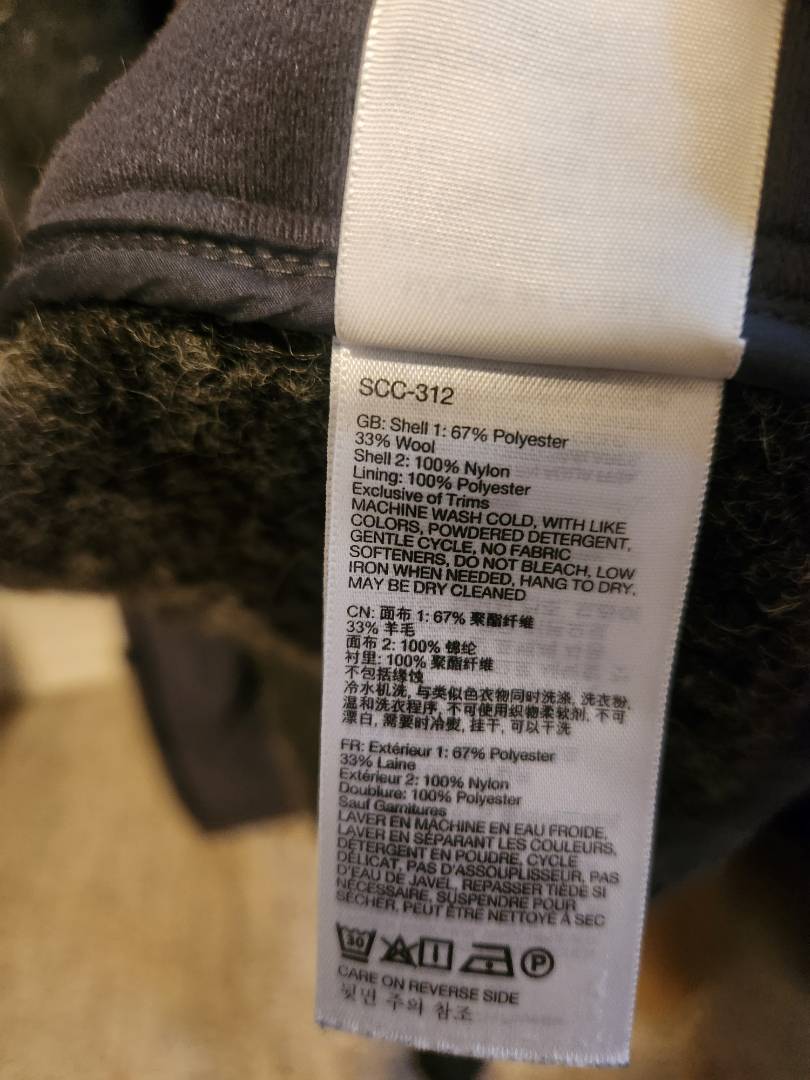 SCC-312
GB: Shell 1: 67% Polyester
33% Wool
Shell 2: 100% Nylon
Lining: 100% Polyester
Exclusive of Trims
MACHINE WASH COLD, WITH LIKE
COLORS, POWDERED DETERGENT,
GENTLE CYCLE, NO FABRIC
SOFTENERS, DO NOT BLEACH, LOW
IRON WHEN NEEDED, HANG TO DRY.
MAY BE DRY CLEANED
CN: 面布 1: 67% 聚酯纤维
33% 羊毛
面布 2: 100% 锦纶
衬里: 100% 聚酯纤维
不包括缘蚀
冷水机洗, 与类似色衣物同时洗涤, 洗衣粉,
温和洗衣程序, 不可使用织物柔软剂, 不可
漂白, 需要时冷熨, 挂干, 可以干洗
FR: Extérieur 1: 67% Polyester
33% Laine
Extérieur 2: 100% Nylon
Doublure: 100% Polyester
Sauf Garnitures
LAVER EN MACHINE EN EAU FROIDE,
LAVER EN SÉPARANT LES COULEURS,
DÉTERGENT EN POUDRE, CYCLE
DÉLICAT, PAS D'ASSOUPLISSEUR, PAS
D'EAU DE JAVEL, REPASSER TIÈDE SI
NÉCESSAIRE, SUSPENDRE POUR
SÉCHER, PEUT ÊTRE NETTOYÉ À SEC
30 P
CARE ON REVERSE SIDE
뒷면 주의 참조